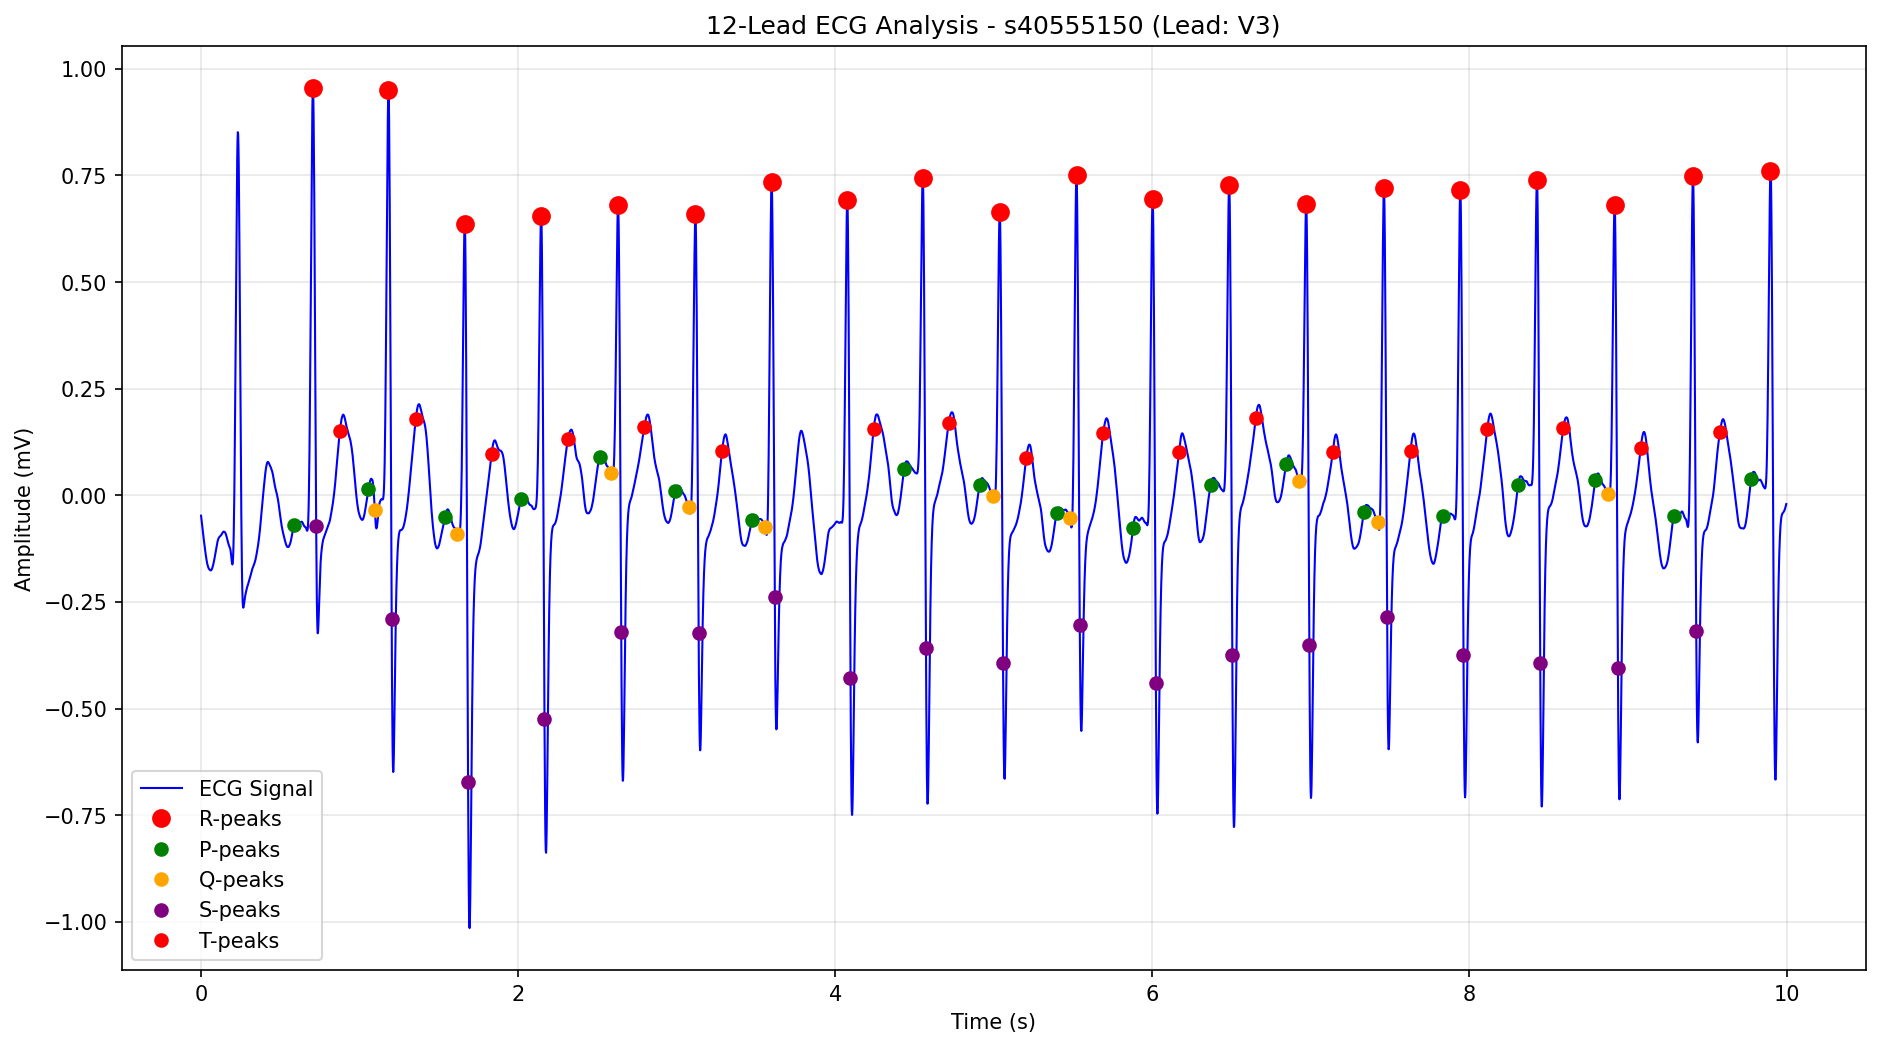 12-Lead ECG Analysis - s40555150 (Lead: V3)
Amplitude (mV)
1.00
0.75
0.50
0.25
0.00
−0.25
−0.50
−0.75
−1.00
ECG Signal
R-peaks
P-peaks
Q-peaks
S-peaks
T-peaks
0 2 4 6 8 10
Time (s)